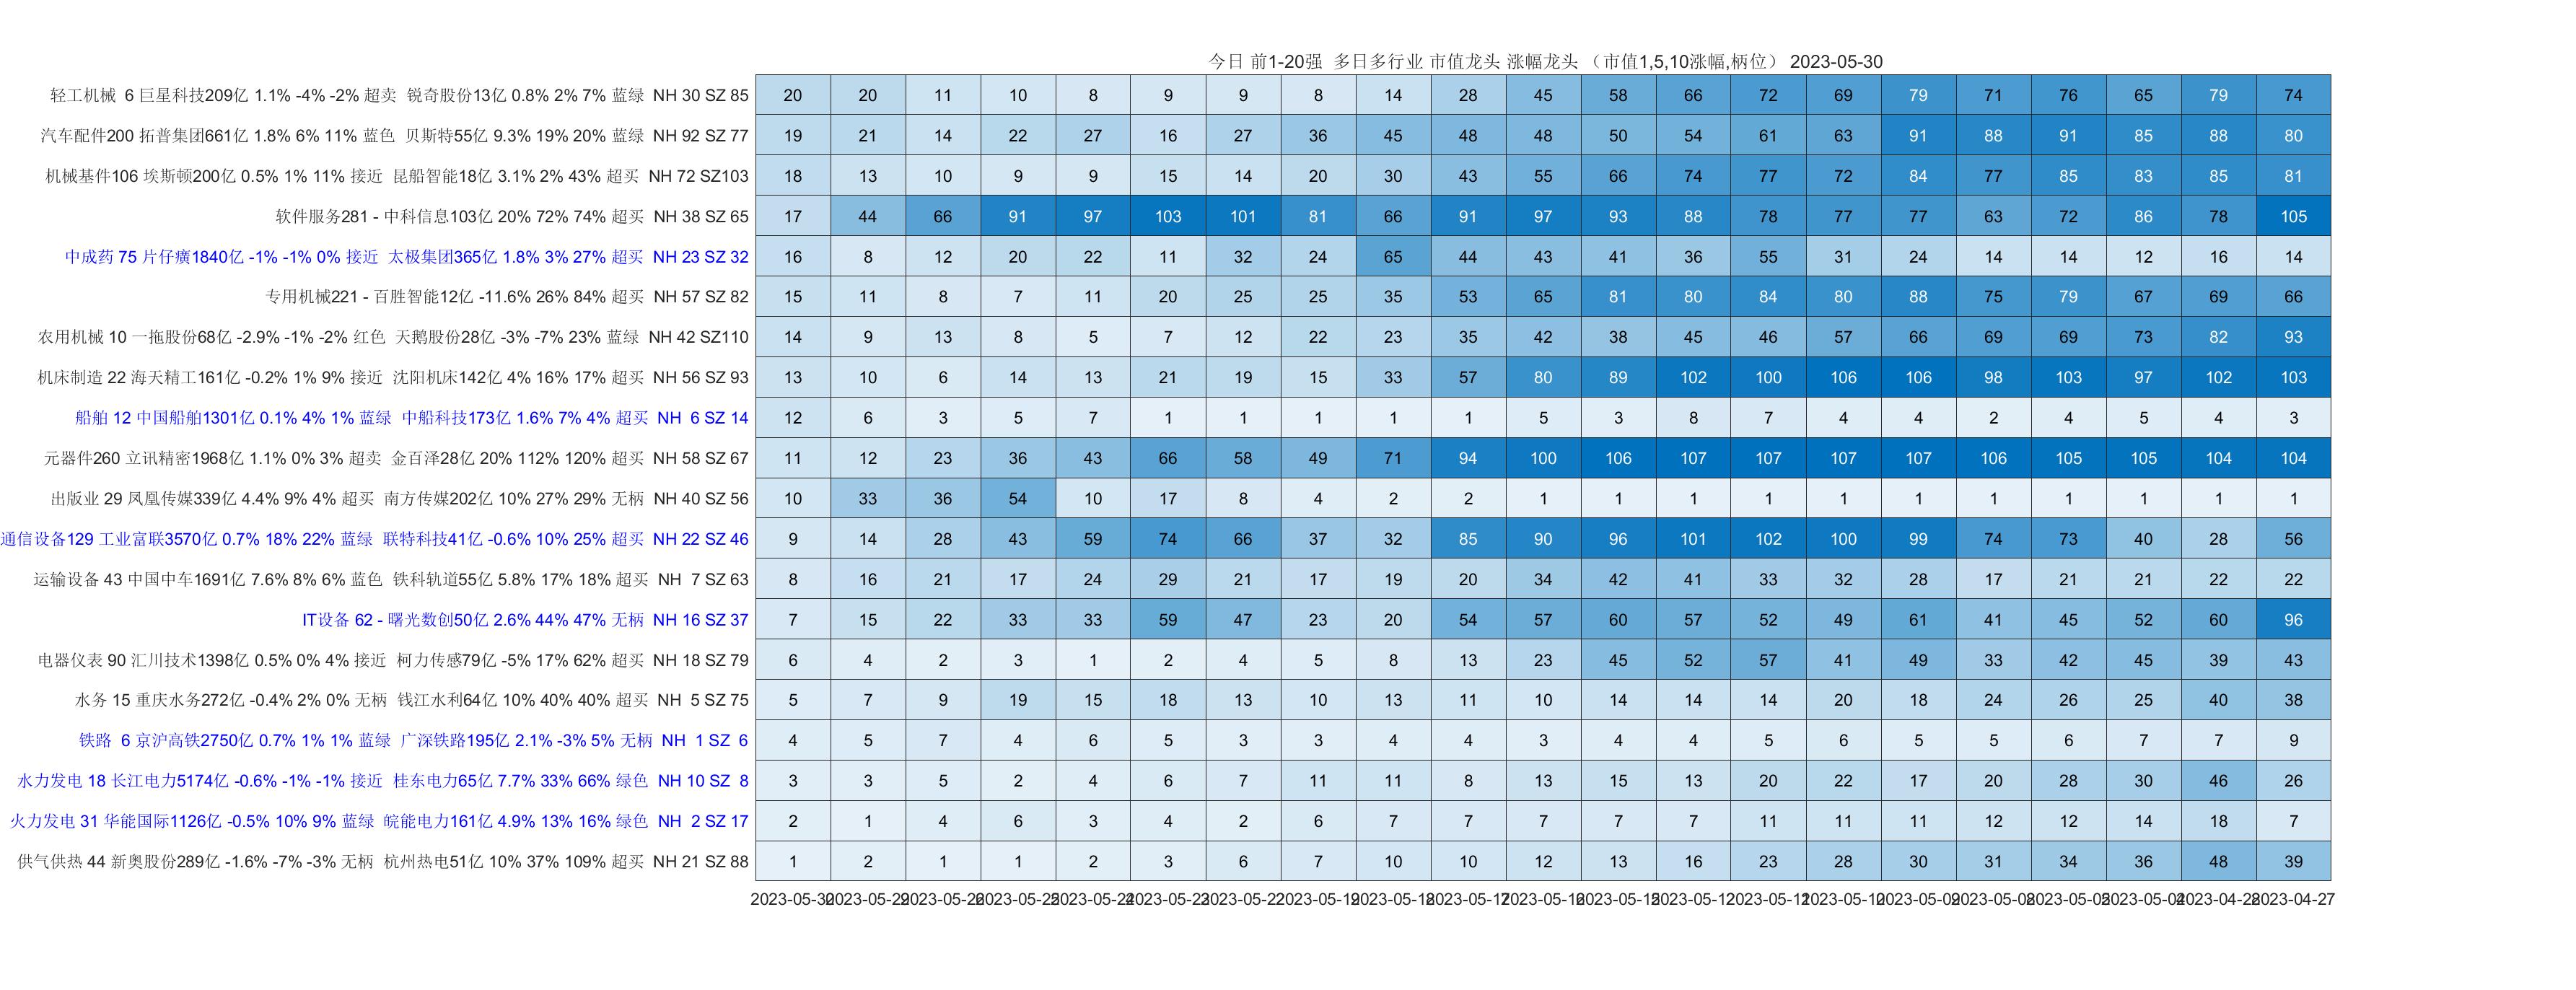 今日 前1-20强 多日多行业 市值龙头 涨幅龙头 （市值1,5,10涨幅,柄位） 2023-05-30
轻工机械 6 巨星科技209亿 1.1% -4% -2% 超卖 锐奇股份13亿 0.8% 2% 7% 蓝绿 NH 30 SZ 85 20 20 11 10 8 9 9 8 14 28 45 58 66 72 69 79 71 76 65 79 74
汽车配件200 拓普集团661亿 1.8% 6% 11% 蓝色 贝斯特55亿 9.3% 19% 20% 蓝绿 NH 92 SZ 77 19 21 14 22 27 16 27 36 45 48 48 50 54 61 63 91 88 91 85 88 80
机械基件106 埃斯顿200亿 0.5% 1% 11% 接近 昆船智能18亿 3.1% 2% 43% 超买 NH 72 SZ103 18 13 10 9 9 15 14 20 30 43 55 66 74 77 72 84 77 85 83 85 81
软件服务281 - 中科信息103亿 20% 72% 74% 超买 NH 38 SZ 65 17 44 66 91 97 103 101 81 66 91 97 93 88 78 77 77 63 72 86 78 105
中成药 75 片仔癀1840亿 -1% -1% 0% 接近 太极集团365亿 1.8% 3% 27% 超买 NH 23 SZ 32 16 8 12 20 22 11 32 24 65 44 43 41 36 55 31 24 14 14 12 16 14
专用机械221 - 百胜智能12亿 -11.6% 26% 84% 超买 NH 57 SZ 82 15 11 8 7 11 20 25 25 35 53 65 81 80 84 80 88 75 79 67 69 66
农用机械 10 一拖股份68亿 -2.9% -1% -2% 红色 天鹅股份28亿 -3% -7% 23% 蓝绿 NH 42 SZ110 14 9 13 8 5 7 12 22 23 35 42 38 45 46 57 66 69 69 73 82 93
机床制造 22 海天精工161亿 -0.2% 1% 9% 接近 沈阳机床142亿 4% 16% 17% 超买 NH 56 SZ 93 13 10 6 14 13 21 19 15 33 57 80 89 102 100 106 106 98 103 97 102 103
船舶 12 中国船舶1301亿 0.1% 4% 1% 蓝绿 中船科技173亿 1.6% 7% 4% 超买 NH 6 SZ 14 12 6 3 5 7 1 1 1 1 1 5 3 8 7 4 4 2 4 5 4 3
元器件260 立讯精密1968亿 1.1% 0% 3% 超卖 金百泽28亿 20% 112% 120% 超买 NH 58 SZ 67 11 12 23 36 43 66 58 49 71 94 100 106 107 107 107 107 106 105 105 104 104
出版业 29 凤凰传媒339亿 4.4% 9% 4% 超买 南方传媒202亿 10% 27% 29% 无柄 NH 40 SZ 56 10 33 36 54 10 17 8 4 2 2 1 1 1 1 1 1 1 1 1 1 1
通信设备129 工业富联3570亿 0.7% 18% 22% 蓝绿 联特科技41亿 -0.6% 10% 25% 超买 NH 22 SZ 46 9 14 28 43 59 74 66 37 32 85 90 96 101 102 100 99 74 73 40 28 56
运输设备 43 中国中车1691亿 7.6% 8% 6% 蓝色 铁科轨道55亿 5.8% 17% 18% 超买 NH 7 SZ 63 8 16 21 17 24 29 21 17 19 20 34 42 41 33 32 28 17 21 21 22 22
IT设备 62 - 曙光数创50亿 2.6% 44% 47% 无柄 NH 16 SZ 37 7 15 22 33 33 59 47 23 20 54 57 60 57 52 49 61 41 45 52 60 96
电器仪表 90 汇川技术1398亿 0.5% 0% 4% 接近 柯力传感79亿 -5% 17% 62% 超买 NH 18 SZ 79 6 4 2 3 1 2 4 5 8 13 23 45 52 57 41 49 33 42 45 39 43
水务 15 重庆水务272亿 -0.4% 2% 0% 无柄 钱江水利64亿 10% 40% 40% 超买 NH 5 SZ 75 5 7 9 19 15 18 13 10 13 11 10 14 14 14 20 18 24 26 25 40 38
铁路 6 京沪高铁2750亿 0.7% 1% 1% 蓝绿 广深铁路195亿 2.1% -3% 5% 无柄 NH 1 SZ 6 4 5 7 4 6 5 3 3 4 4 3 4 4 5 6 5 5 6 7 7 9
水力发电 18 长江电力5174亿 -0.6% -1% -1% 接近 桂东电力65亿 7.7% 33% 66% 绿色 NH 10 SZ 8 3 3 5 2 4 6 7 11 11 8 13 15 13 20 22 17 20 28 30 46 26
火力发电 31 华能国际1126亿 -0.5% 10% 9% 蓝绿 皖能电力161亿 4.9% 13% 16% 绿色 NH 2 SZ 17 2 1 4 6 3 4 2 6 7 7 7 7 7 11 11 11 12 12 14 18 7
供气供热 44 新奥股份289亿 -1.6% -7% -3% 无柄 杭州热电51亿 10% 37% 109% 超买 NH 21 SZ 88 1 2 1 1 2 3 6 7 10 10 12 13 16 23 28 30 31 34 36 48 39
2023-05-30 2023-05-29 2023-05-26 2023-05-25 2023-05-24 2023-05-23 2023-05-22 2023-05-19 2023-05-18 2023-05-17 2023-05-16 2023-05-15 2023-05-12 2023-05-11 2023-05-10 2023-05-09 2023-05-08 2023-05-05 2023-05-04 2023-04-28 2023-04-27